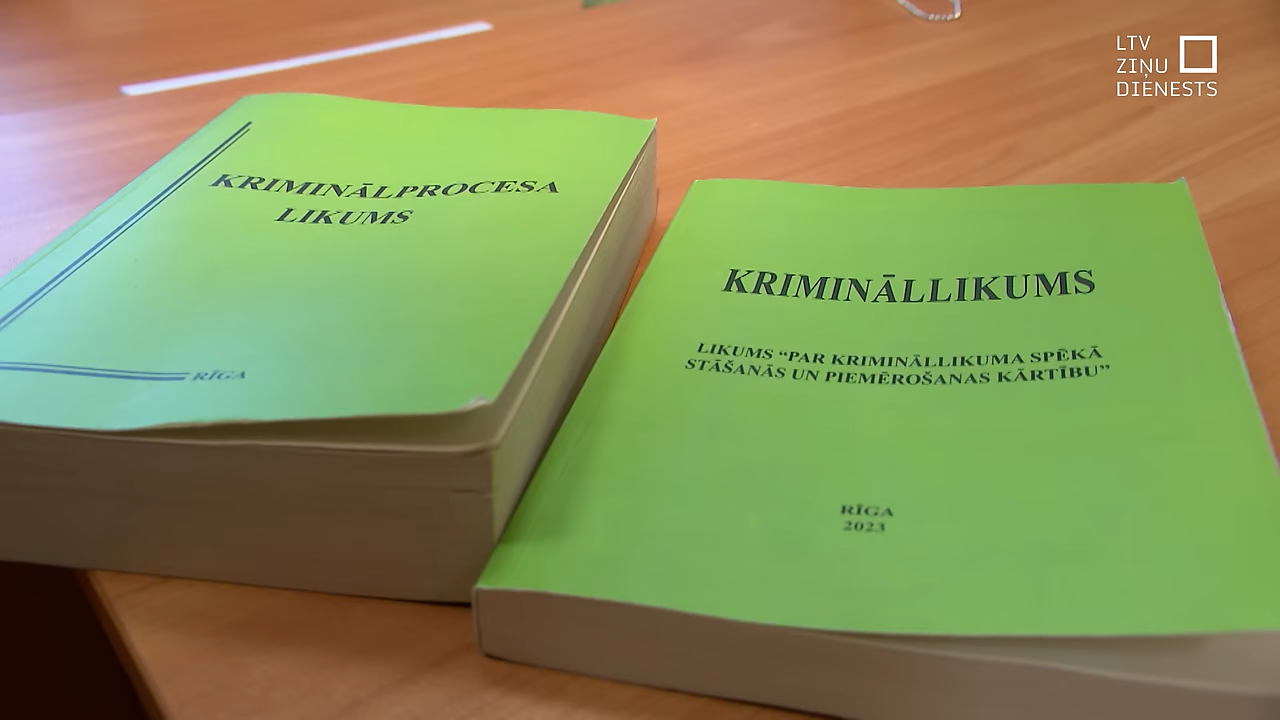 LTV
ZIŅU
DIENESTS
KRIMINĀLPROCESA
LIKUMS
RĪGA
KRIMINĀLLIKUMS
LIKUMS “PAR KRIMINĀLLIKUMA SPĒKĀ
STĀŠANĀS UN PIEMĒROŠANAS KĀRTĪBU”
RĪGA
2023